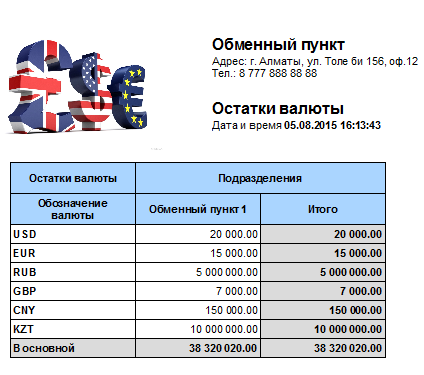 Обменный пункт
Адрес: г. Алматы, ул. Толе би 156, оф.12
Тел.: 8 777 888 88 88
Остатки валюты
Дата и время 05.08.2015 16:13:43
Остатки валюты Подразделения
Обозначение валюты Обменный пункт 1 Итого
USD 20 000.00 20 000.00
EUR 15 000.00 15 000.00
RUB 5 000 000.00 5 000 000.00
GBP 7 000.00 7 000.00
CNY 150 000.00 150 000.00
KZT 10 000 000.00 10 000 000.00
В основной 38 320 020.00 38 320 020.00